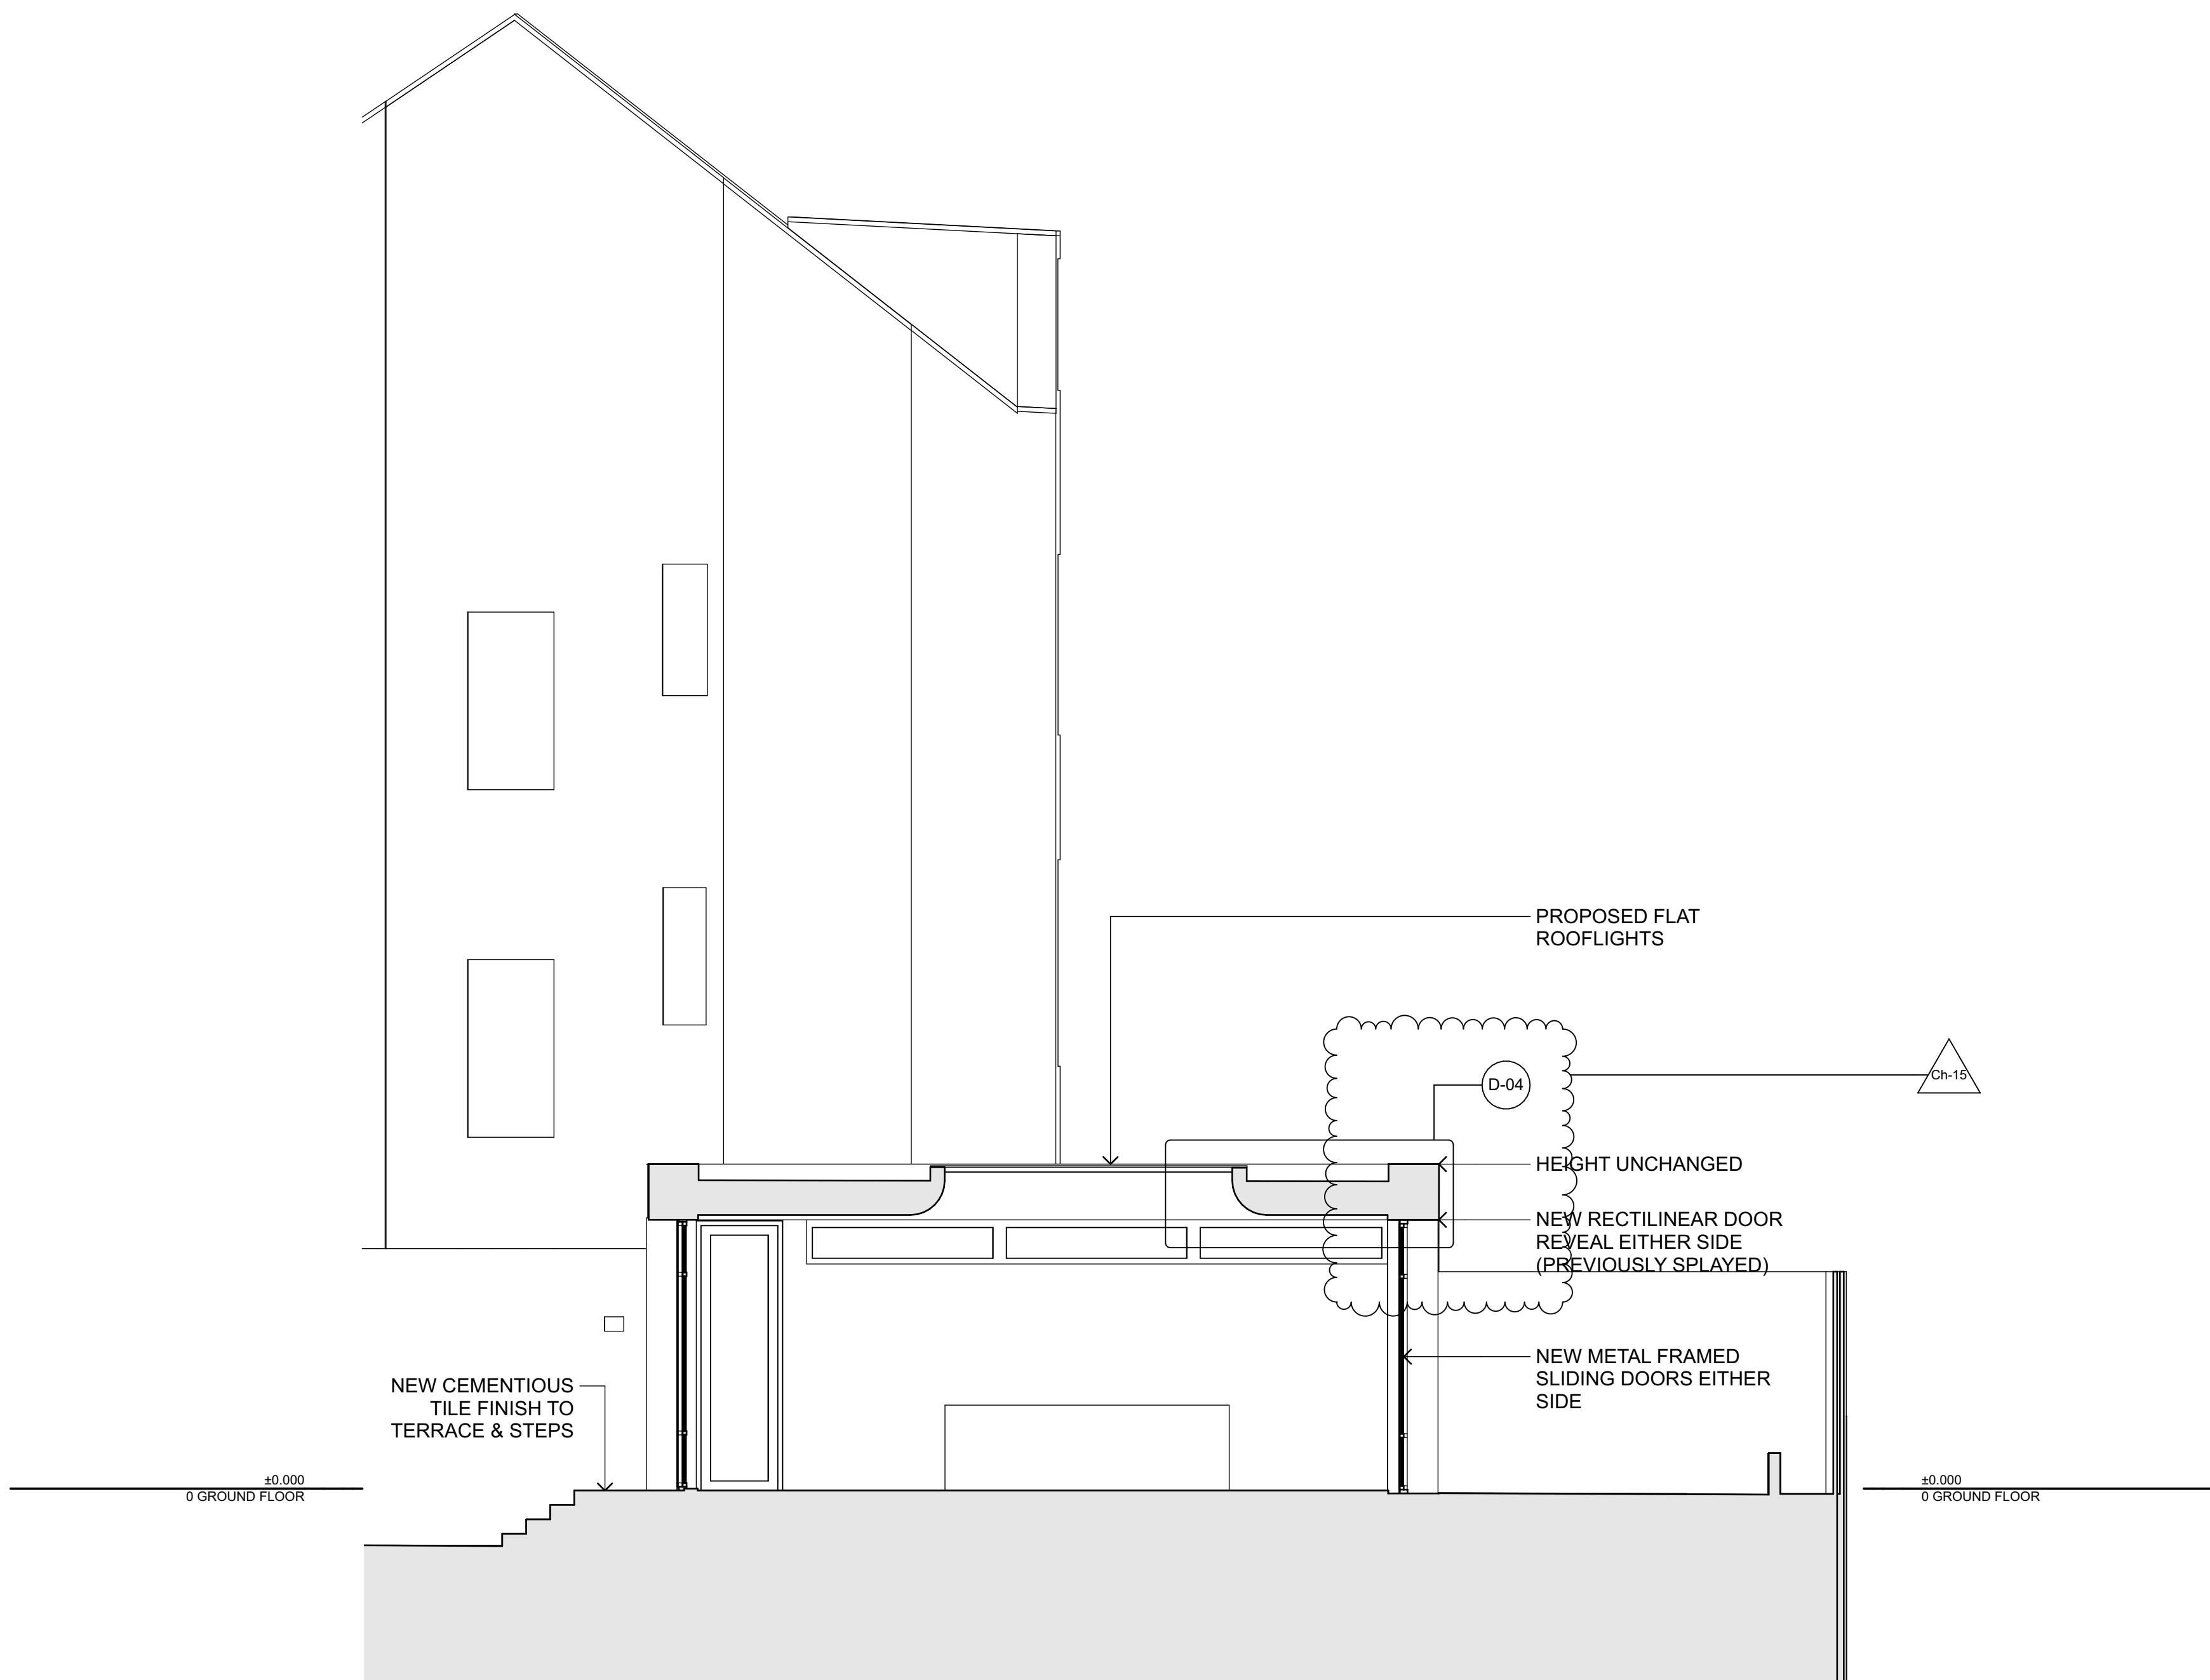 PROPOSED FLAT
ROOFLIGHTS
Ch-15
D-04
HEIGHT UNCHANGED
NEW RECTILINEAR DOOR
REVEAL EITHER SIDE
(PREVIOUSLY SPLAYED)
NEW METAL FRAMED
SLIDING DOORS EITHER
SIDE
NEW CEMENTIOUS
TILE FINISH TO
TERRACE & STEPS
±0.000
0 GROUND FLOOR
±0.000
0 GROUND FLOOR